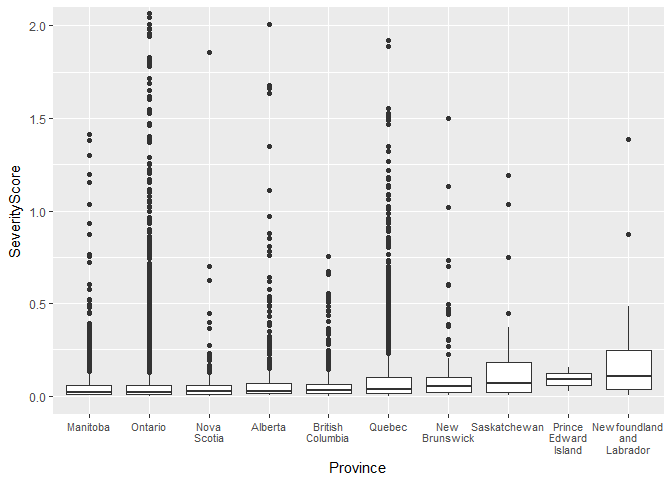 2.0
1.5
1.0
0.5
0.0
SeverityScore
Manitoba
Ontario
Nova
Scotia
Alberta
British
Columbia
Quebec
New
Brunswick
Saskatchewan
Prince
Edward
Island
Newfoundland
and
Labrador
Province